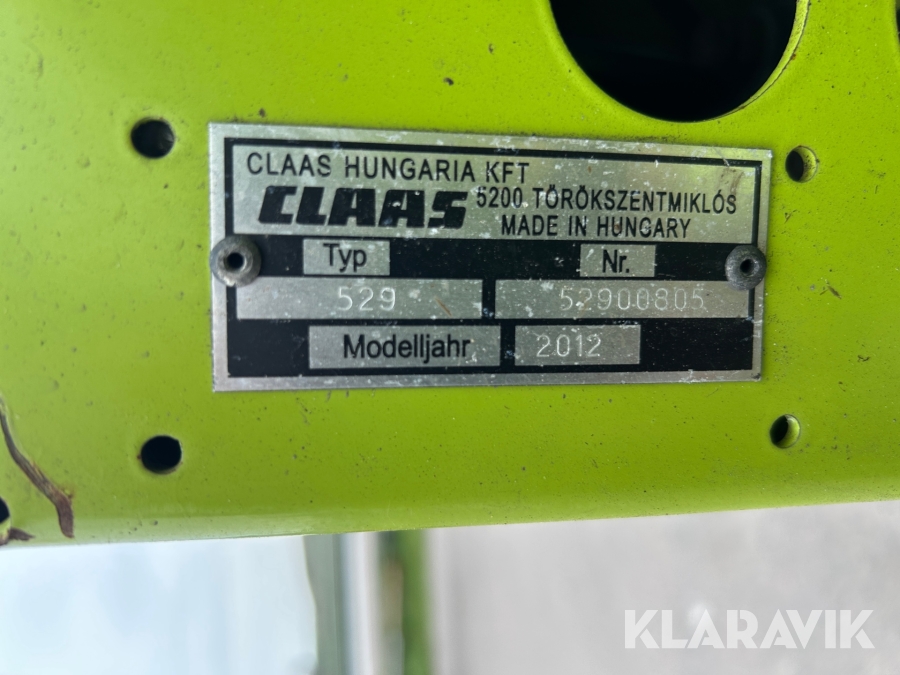 CLAAS HUNGARIA KFT
CLAAS 5200 TÖRÖKSZENTMIKLÓS
MADE IN HUNGARY
Typ Nr.
529 52900805
Modelljahr 2012
KLARAVIK